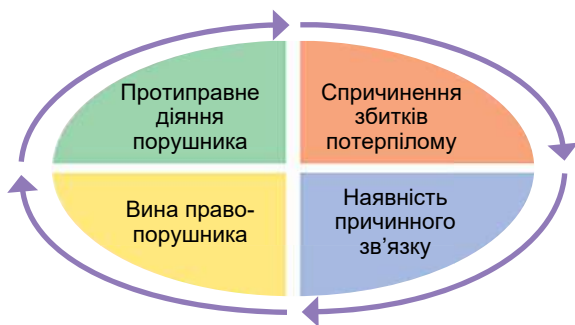 Протиправне
діяння
порушника
Спричинення
збитків
потерпілому
Вина право-
порушника
Наявність
причинного
зв’язку